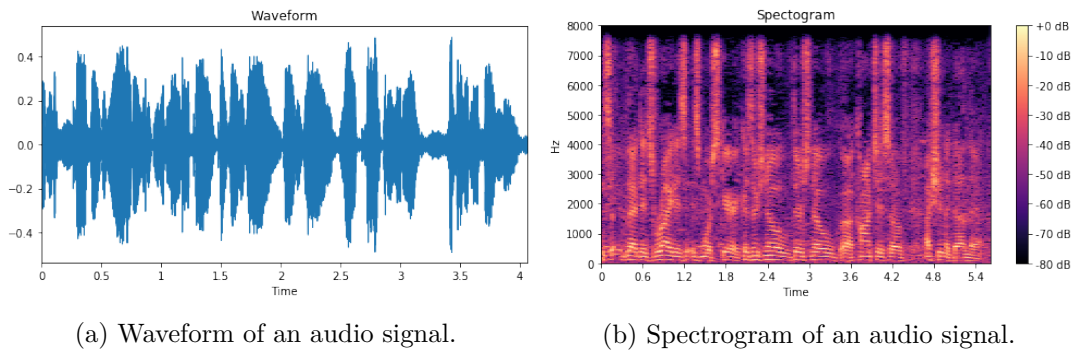 Waveform
0.4
0.2
0.0
−0.2
−0.4
0 0.5 1 1.5 2 2.5 3 3.5 4
Time
(a) Waveform of an audio signal.
Spectogram
8000
7000
6000
5000
4000
3000
2000
1000
0
Hz
0 0.6 1.2 1.8 2.4 3 3.6 4.2 4.8 5.4
Time
+0 dB
-10 dB
-20 dB
-30 dB
-40 dB
-50 dB
-60 dB
-70 dB
-80 dB
(b) Spectrogram of an audio signal.